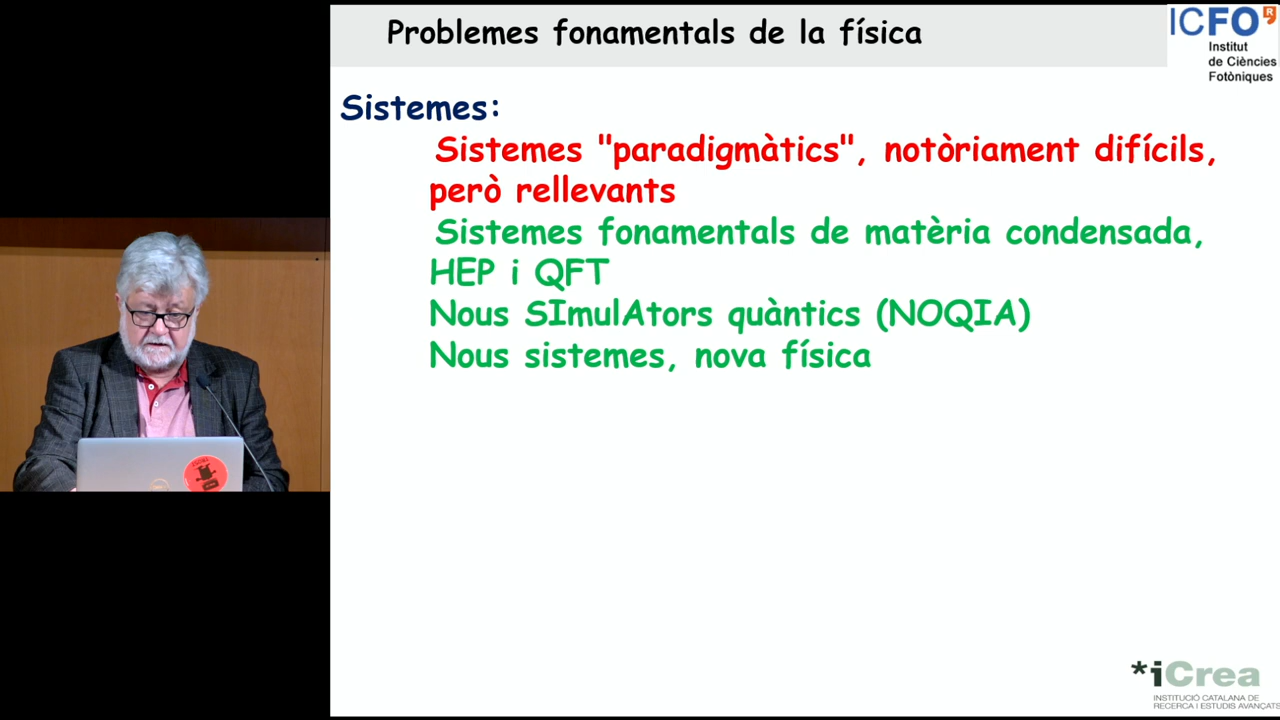 Problemes fonamentals de la física
ICFO R
Institut
de Ciències
Fotòniques
Sistemes:
Sistemes "paradigmàtics", notòriament difícils,
però rellevants
Sistemes fonamentals de matèria condensada,
HEP i QFT
Nous SImulAtors quàntics (NOQIA)
Nous sistemes, nova física
*iCrea
INSTITUCIÓ CATALANA DE
RECERCA I ESTUDIS AVANÇATS